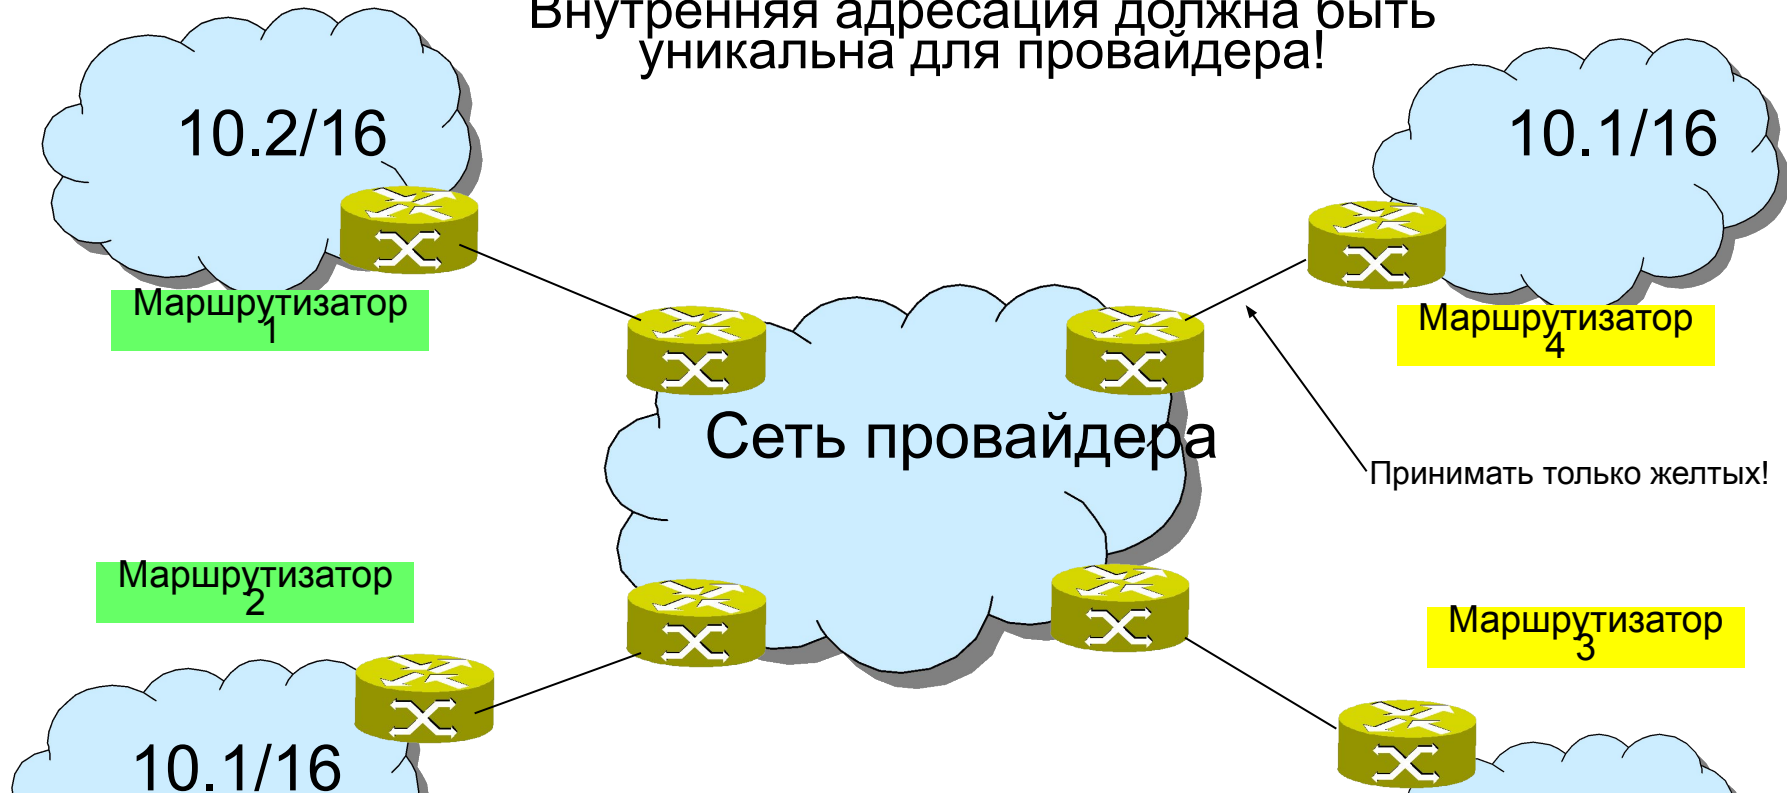 Внутренняя адресация должна быть
уникальна для провайдера!
10.2/16
10.1/16
Маршрутизатор
1
Маршрутизатор
4
Сеть провайдера
Принимать только желтых!
Маршрутизатор
2
Маршрутизатор
3
10.1/16